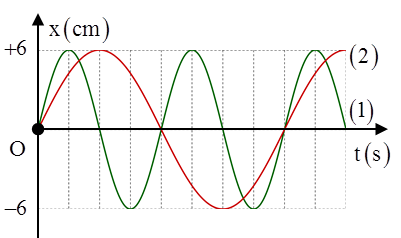 x(cm)
+6
(2)
(1)
O
t(s)
–6